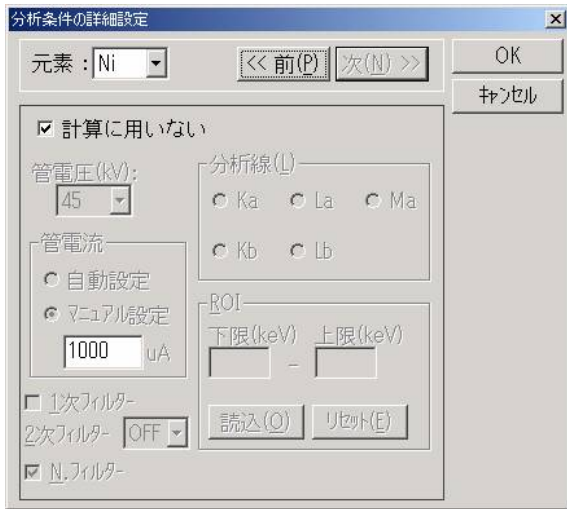 分析条件の詳細設定
元素：Ni
<< 前(P)
次(N) >>
OK
ｷｬﾝｾﾙ
計算に用いない
管電圧(kV):
45
分析線(L)
Ka La Ma
Kb Lb
管電流
自動設定
ﾏﾆｭｱﾙ設定
1000 uA
ROI
下限(keV) 上限(keV)
–
読込(O) ﾘｾｯﾄ(E)
1次ﾌｨﾙﾀｰ
2次ﾌｨﾙﾀｰ OFF
N.ﾌｨﾙﾀｰ